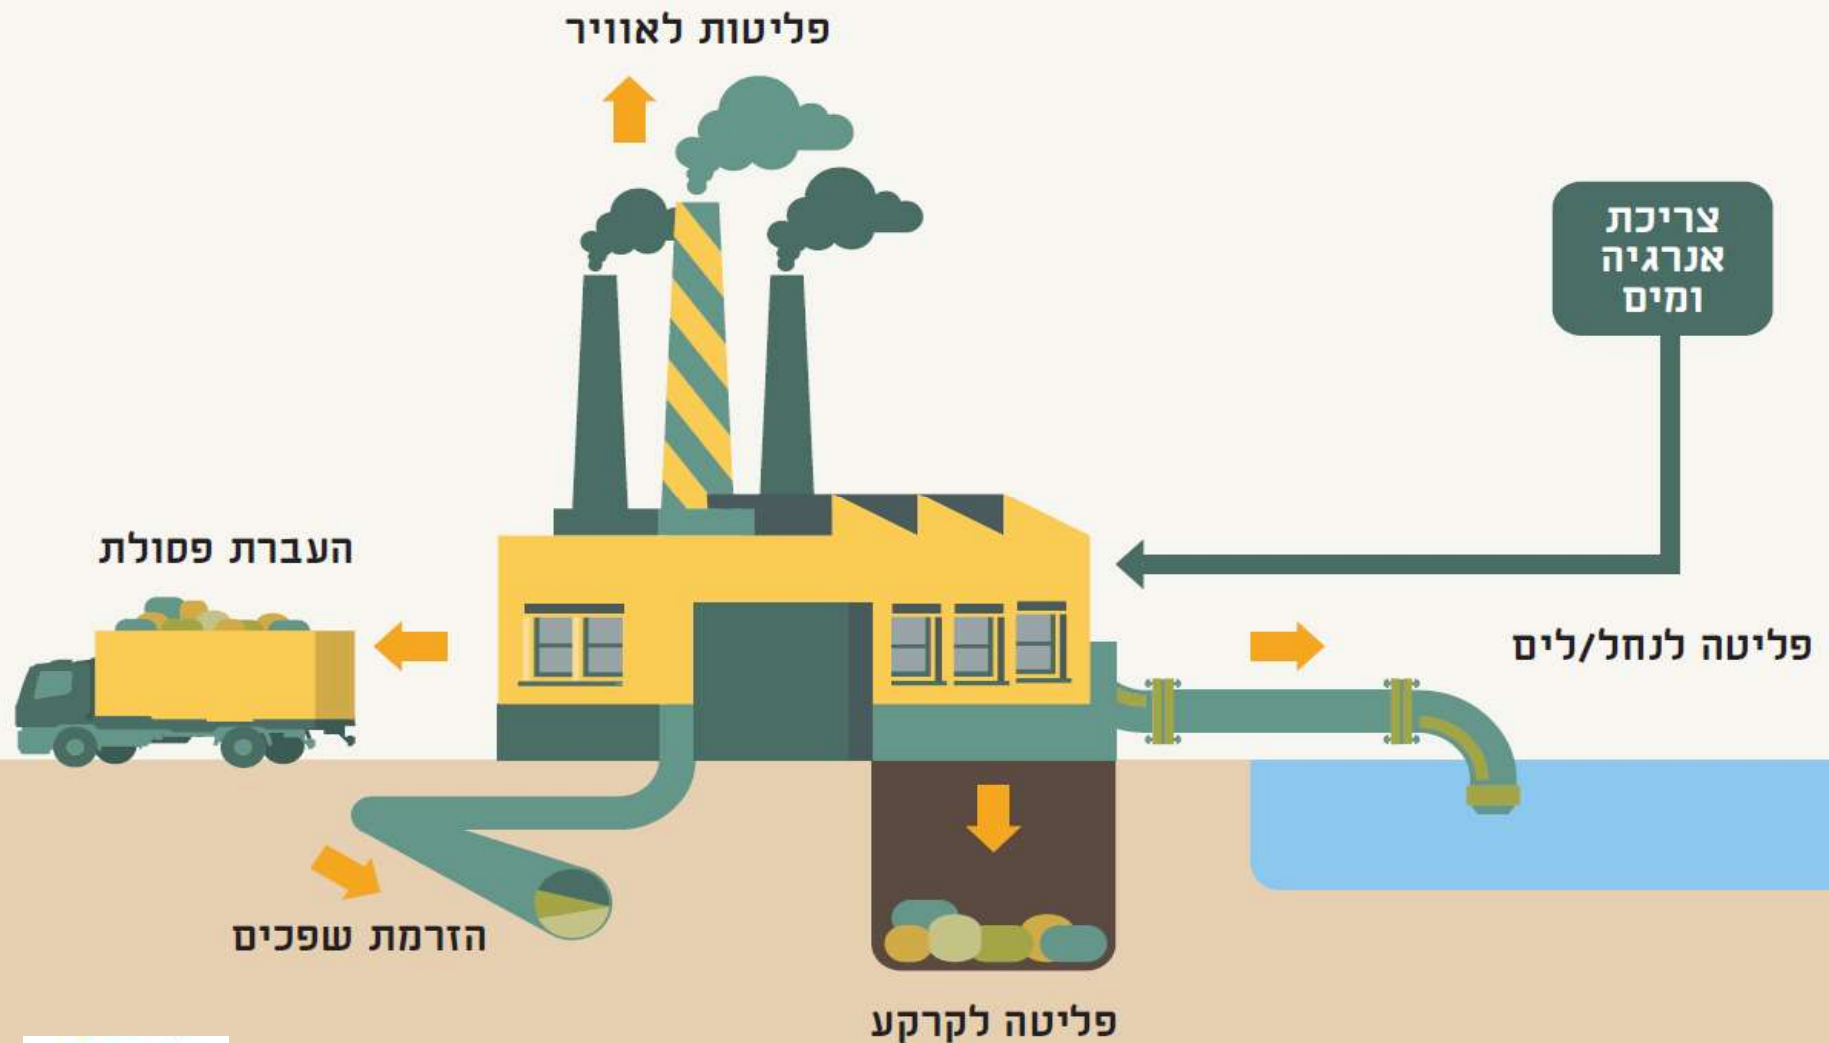 פליטות לאוויר
צריכת
אנרגיה
ומים
העברת פסולת
פליטה לנחל/לים
הזרמת שפכים
פליטה לקרקע